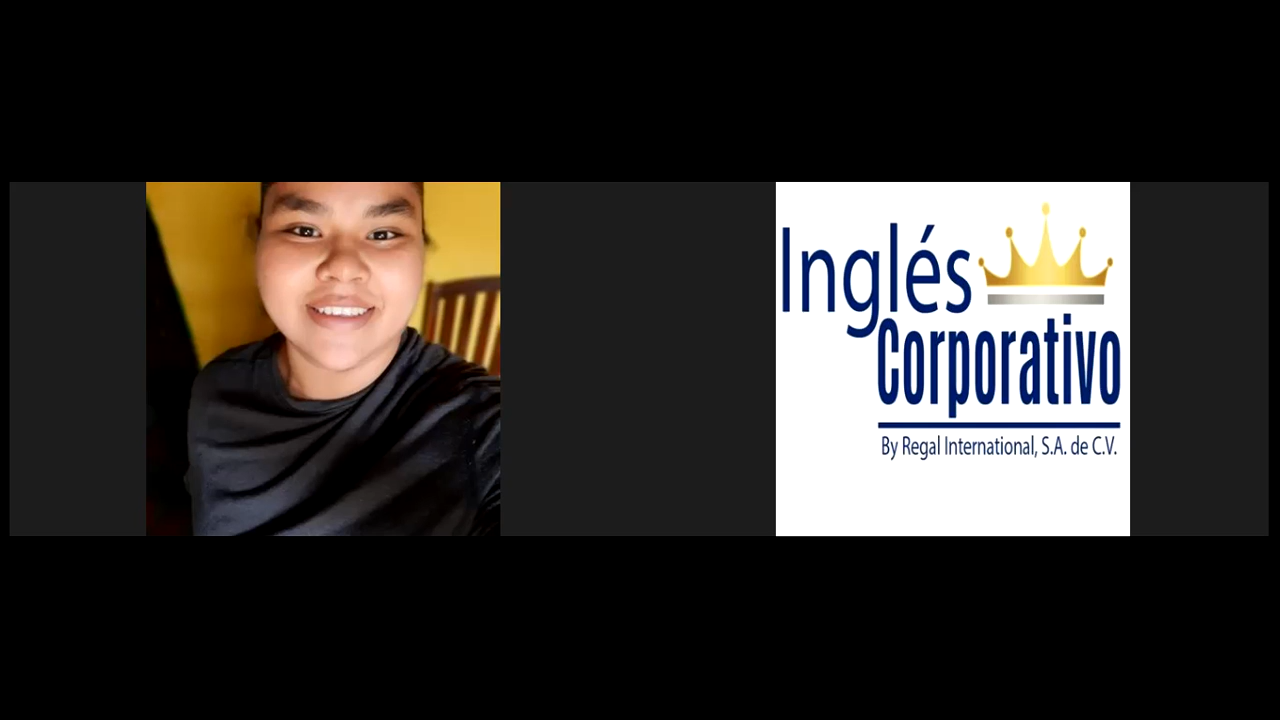 Inglés
Corporativo
By Regal International, S.A. de C.V.